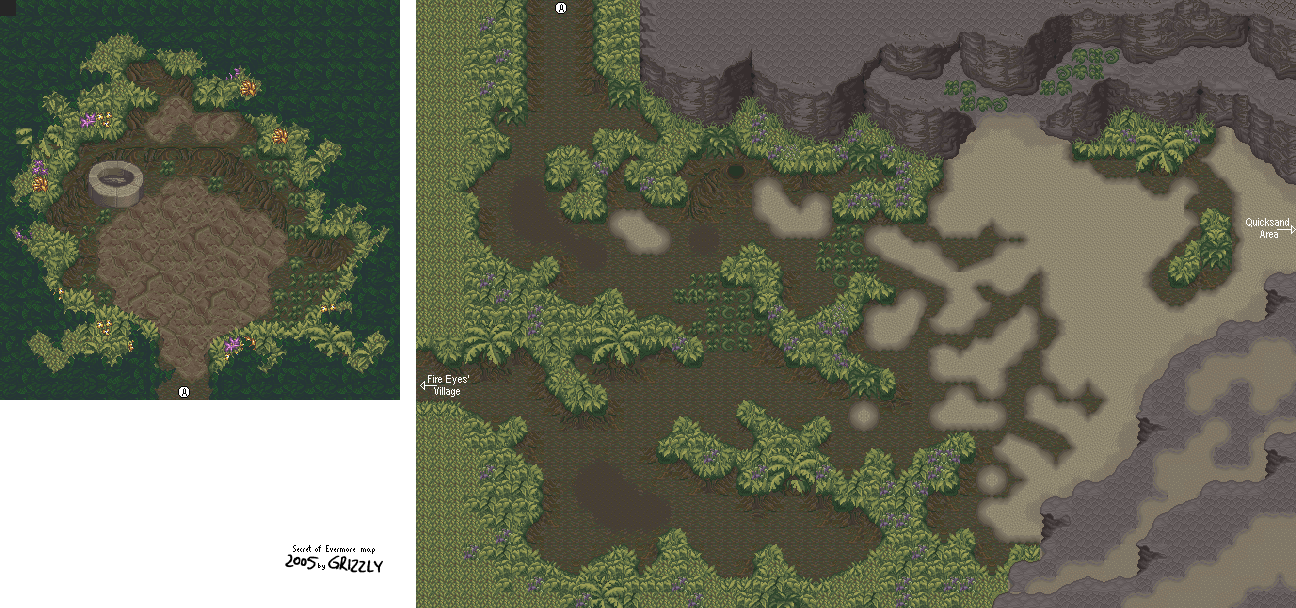 A
Quicksand
Area
Fire Eyes'
Village
A
Secret of Evermore map
2005 by GRIZZLY